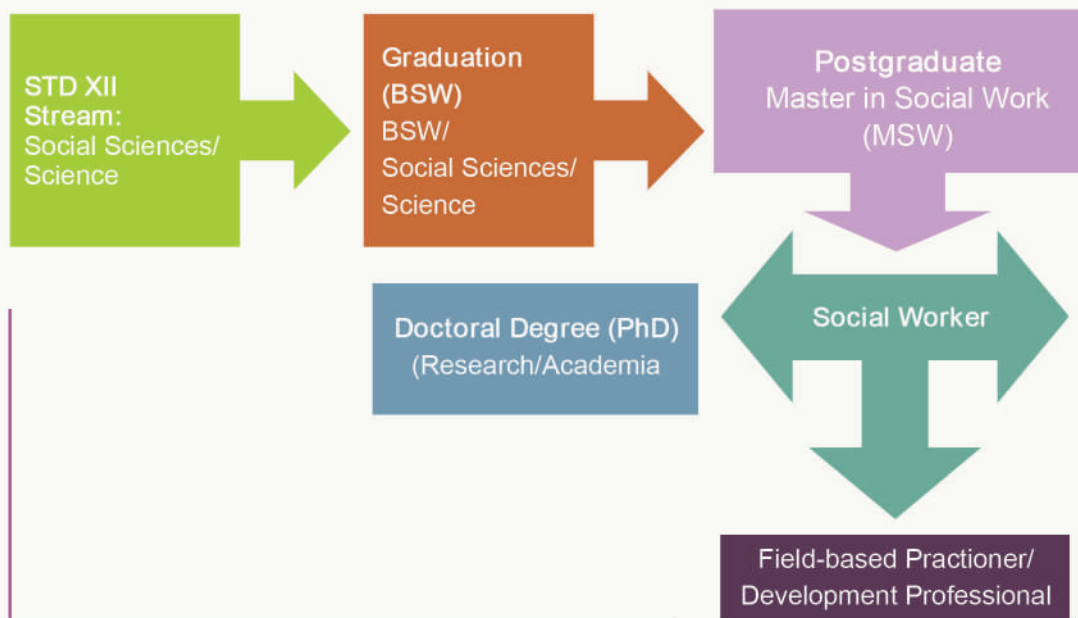 STD XII
Stream:
Social Sciences/
Science
Graduation
(BSW)
BSW/
Social Sciences/
Science
Postgraduate
Master in Social Work
(MSW)
Doctoral Degree (PhD)
(Research/Academia
Social Worker
Field-based Practioner/
Development Professional